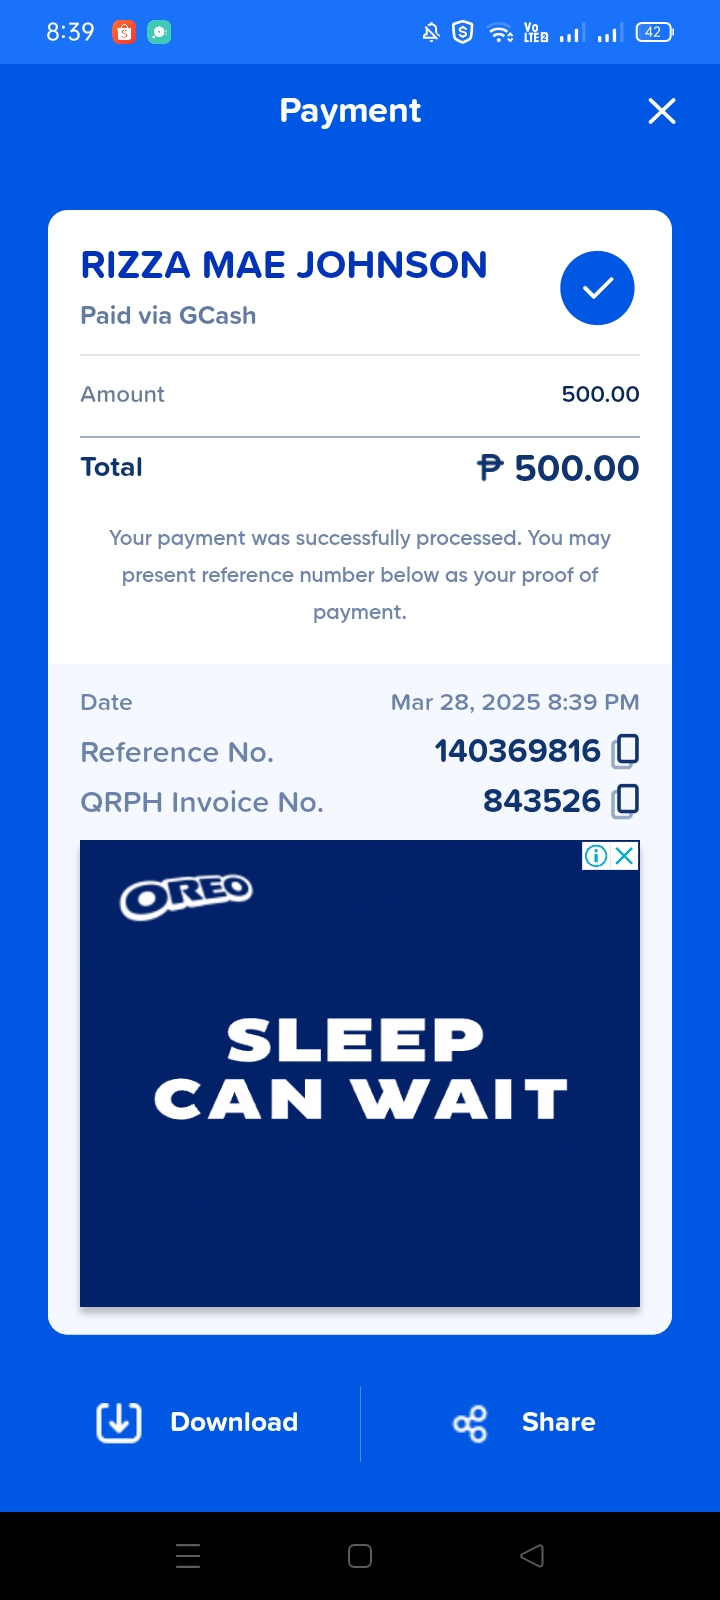 8:39
Vo
LTE2
42
Payment
RIZZA MAE JOHNSON
Paid via GCash
Amount 500.00
Total ₱ 500.00
Your payment was successfully processed. You may
present reference number below as your proof of
payment.
Date Mar 28, 2025 8:39 PM
Reference No. 140369816
QRPH Invoice No. 843526
OREO
SLEEP
CAN WAIT
Download
Share